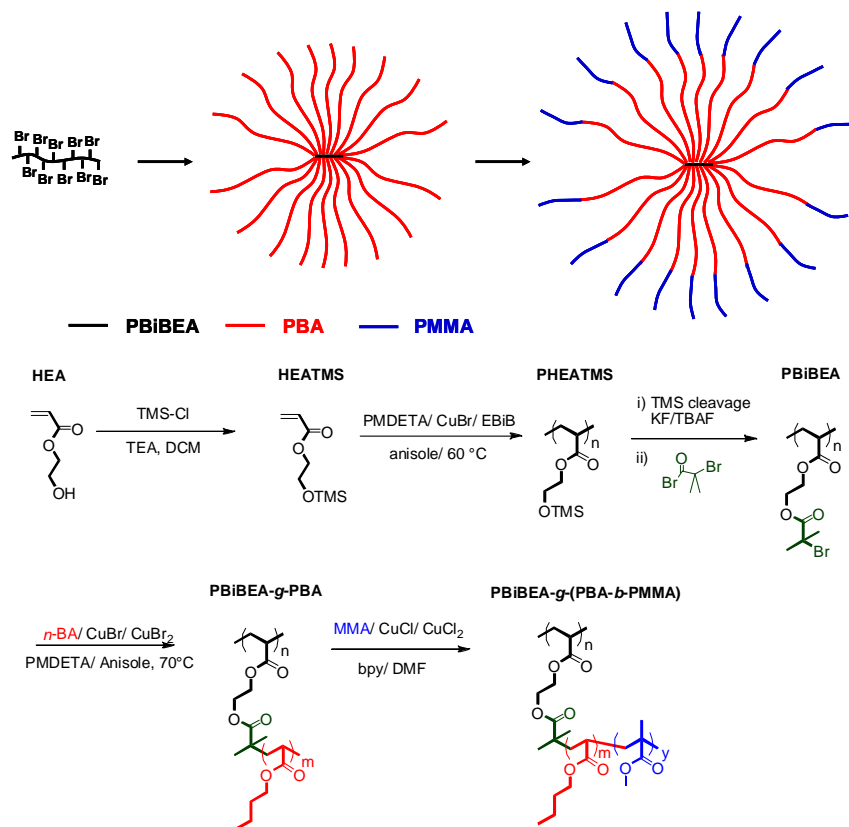 Br Br Br Br Br
Br Br Br Br Br
PBiBEA PBA PMMA
HEA HEATMS PHEATMS PBiBEA
TMS-Cl
TEA, DCM
PMDETA/ CuBr/ EBiB
anisole/ 60 °C
i) TMS cleavage
KF/TBAF
ii)
O Br
Br
O
O
OH
O
O
OTMS
n
O
O
OTMS
n
O
O
O
O
Br
PBiBEA-g-PBA PBiBEA-g-(PBA-b-PMMA)
n-BA/ CuBr/ CuBr2
PMDETA/ Anisole, 70°C
MMA/ CuCl/ CuCl2
bpy/ DMF
n
O
O
O
O
m
O
O
n
O
O
O
O
m
y
O
O
O
O